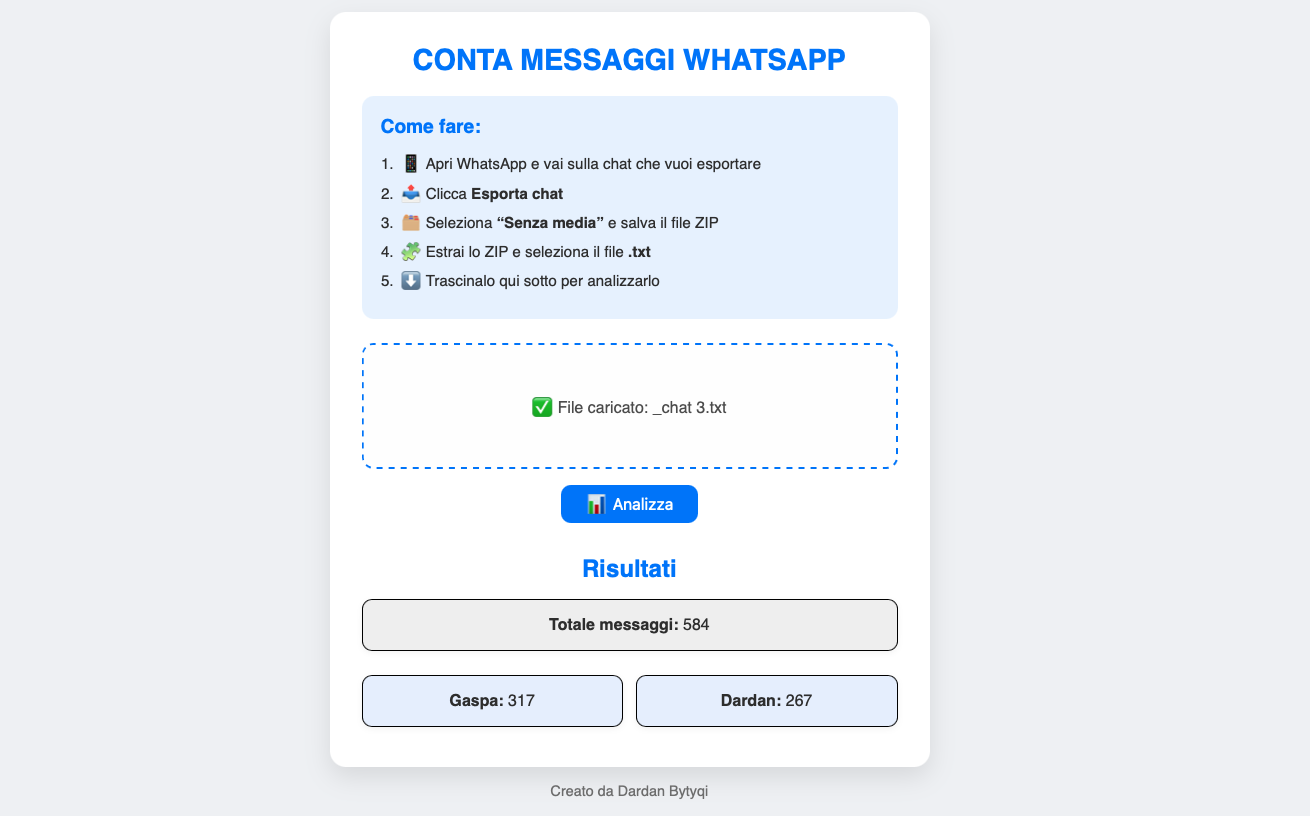 CONTA MESSAGGI WHATSAPP
Come fare:
1. 📱 Apri WhatsApp e vai sulla chat che vuoi esportare
2. 📤 Clicca Esporta chat
3. 🗂️ Seleziona “Senza media” e salva il file ZIP
4. 🧩 Estrai lo ZIP e seleziona il file .txt
5. ⬇️ Trascinalo qui sotto per analizzarlo
✅ File caricato: _chat 3.txt
📊 Analizza
Risultati
Totale messaggi: 584
Gaspa: 317
Dardan: 267
Creato da Dardan Bytyqi